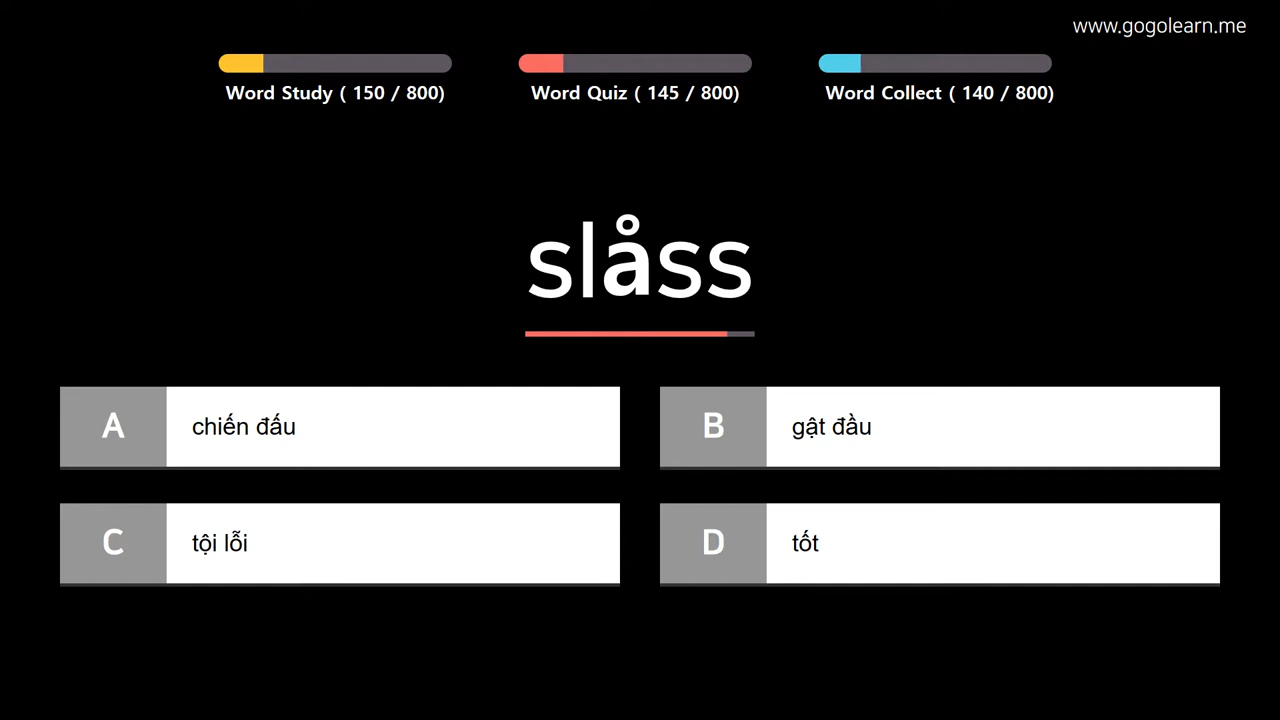 www.gogolearn.me
Word Study ( 150 / 800)
Word Quiz ( 145 / 800)
Word Collect ( 140 / 800)
slåss
A chiến đấu
B gật đầu
C tội lỗi
D tốt